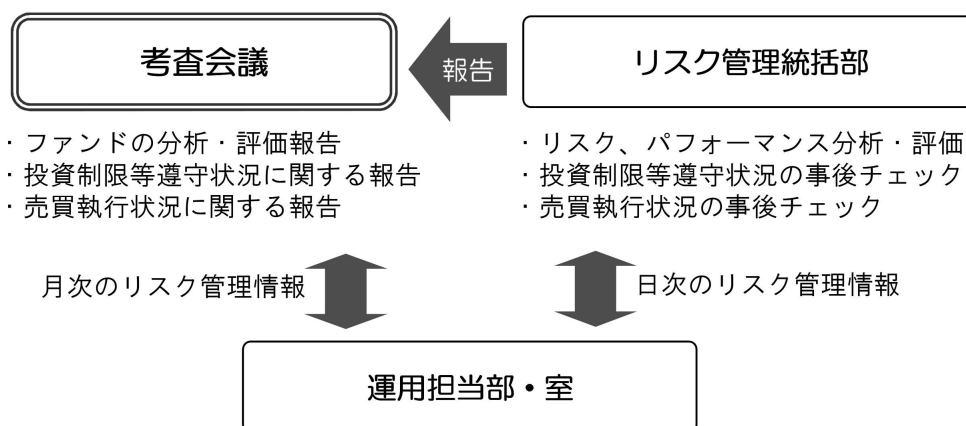 考査会議
報告
リスク管理統括部
・ファンドの分析・評価報告
・投資制限等遵守状況に関する報告
・売買執行状況に関する報告
・リスク、パフォーマンス分析・評価
・投資制限等遵守状況の事後チェック
・売買執行状況の事後チェック
月次のリスク管理情報
日次のリスク管理情報
運用担当部・室